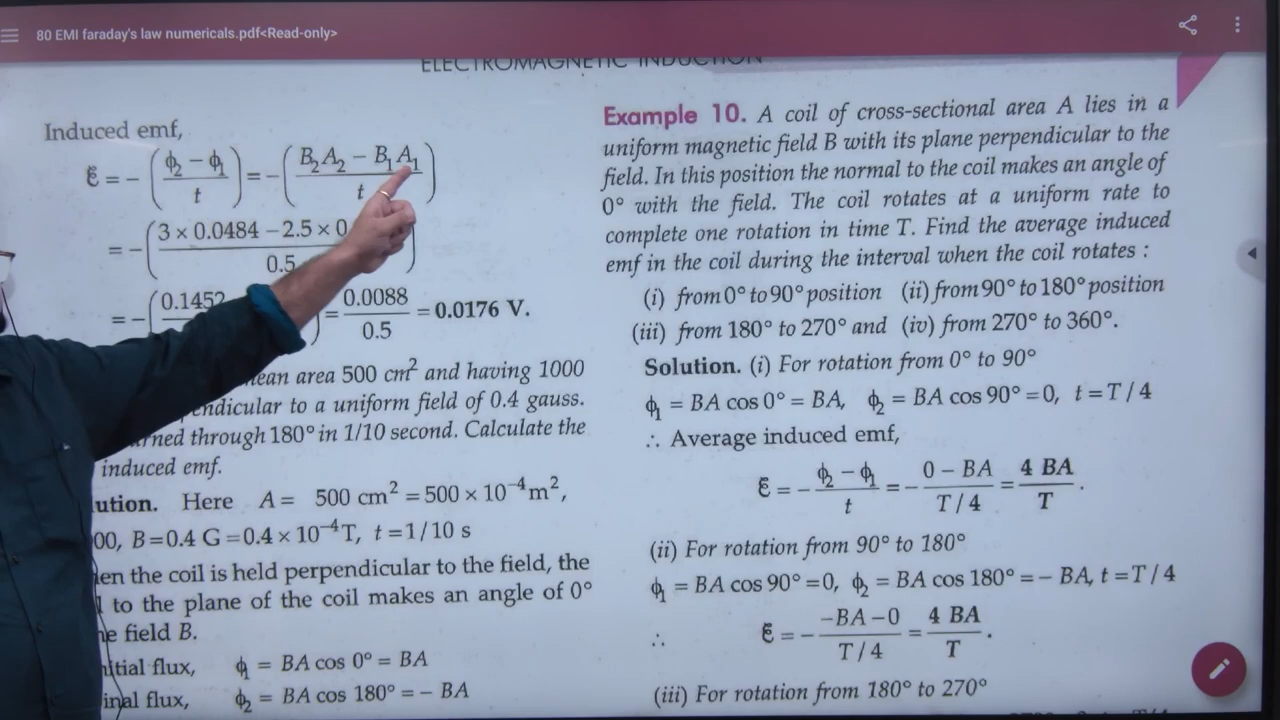 80 EMI faraday's law numericals.pdf<Read-only>
ELECTROMAGNETIC INDUCTION
Induced emf,
ℰ = − ( (ϕ₂ − ϕ₁) / t ) = − ( (B₂A₂ − B₁A₁) / t )
= − ( (3 × 0.0484 − 2.5 × 0 / 0.5 )
= − ( 0.1452 ) = 0.0088 / 0.5 = 0.0176 V.
area 500 cm² and having 1000
to a uniform field of 0.4 gauss.
through 180° in 1/10 second. Calculate the
induced emf.
Here A = 500 cm² = 500 × 10⁻⁴ m²,
B = 0.4 G = 0.4 × 10⁻⁴ T, t = 1/10 s
the coil is held perpendicular to the field, the
to the plane of the coil makes an angle of 0°
field B.
flux, ϕ₁ = BA cos 0° = BA
flux, ϕ₂ = BA cos 180° = − BA
Example 10. A coil of cross-sectional area A lies in a
uniform magnetic field B with its plane perpendicular to the
field. In this position the normal to the coil makes an angle of
0° with the field. The coil rotates at a uniform rate to
complete one rotation in time T. Find the average induced
emf in the coil during the interval when the coil rotates :
(i) from 0° to 90° position (ii) from 90° to 180° position
(iii) from 180° to 270° and (iv) from 270° to 360°.
Solution. (i) For rotation from 0° to 90°
ϕ₁ = BA cos 0° = BA, ϕ₂ = BA cos 90° = 0, t = T / 4
∴ Average induced emf,
ℰ = − (ϕ₂ − ϕ₁) / t = − (0 − BA) / (T / 4) = 4 BA / T .
(ii) For rotation from 90° to 180°
ϕ₁ = BA cos 90° = 0, ϕ₂ = BA cos 180° = − BA, t = T / 4
∴ ℰ = − (−BA − 0) / (T / 4) = 4 BA / T .
(iii) For rotation from 180° to 270°